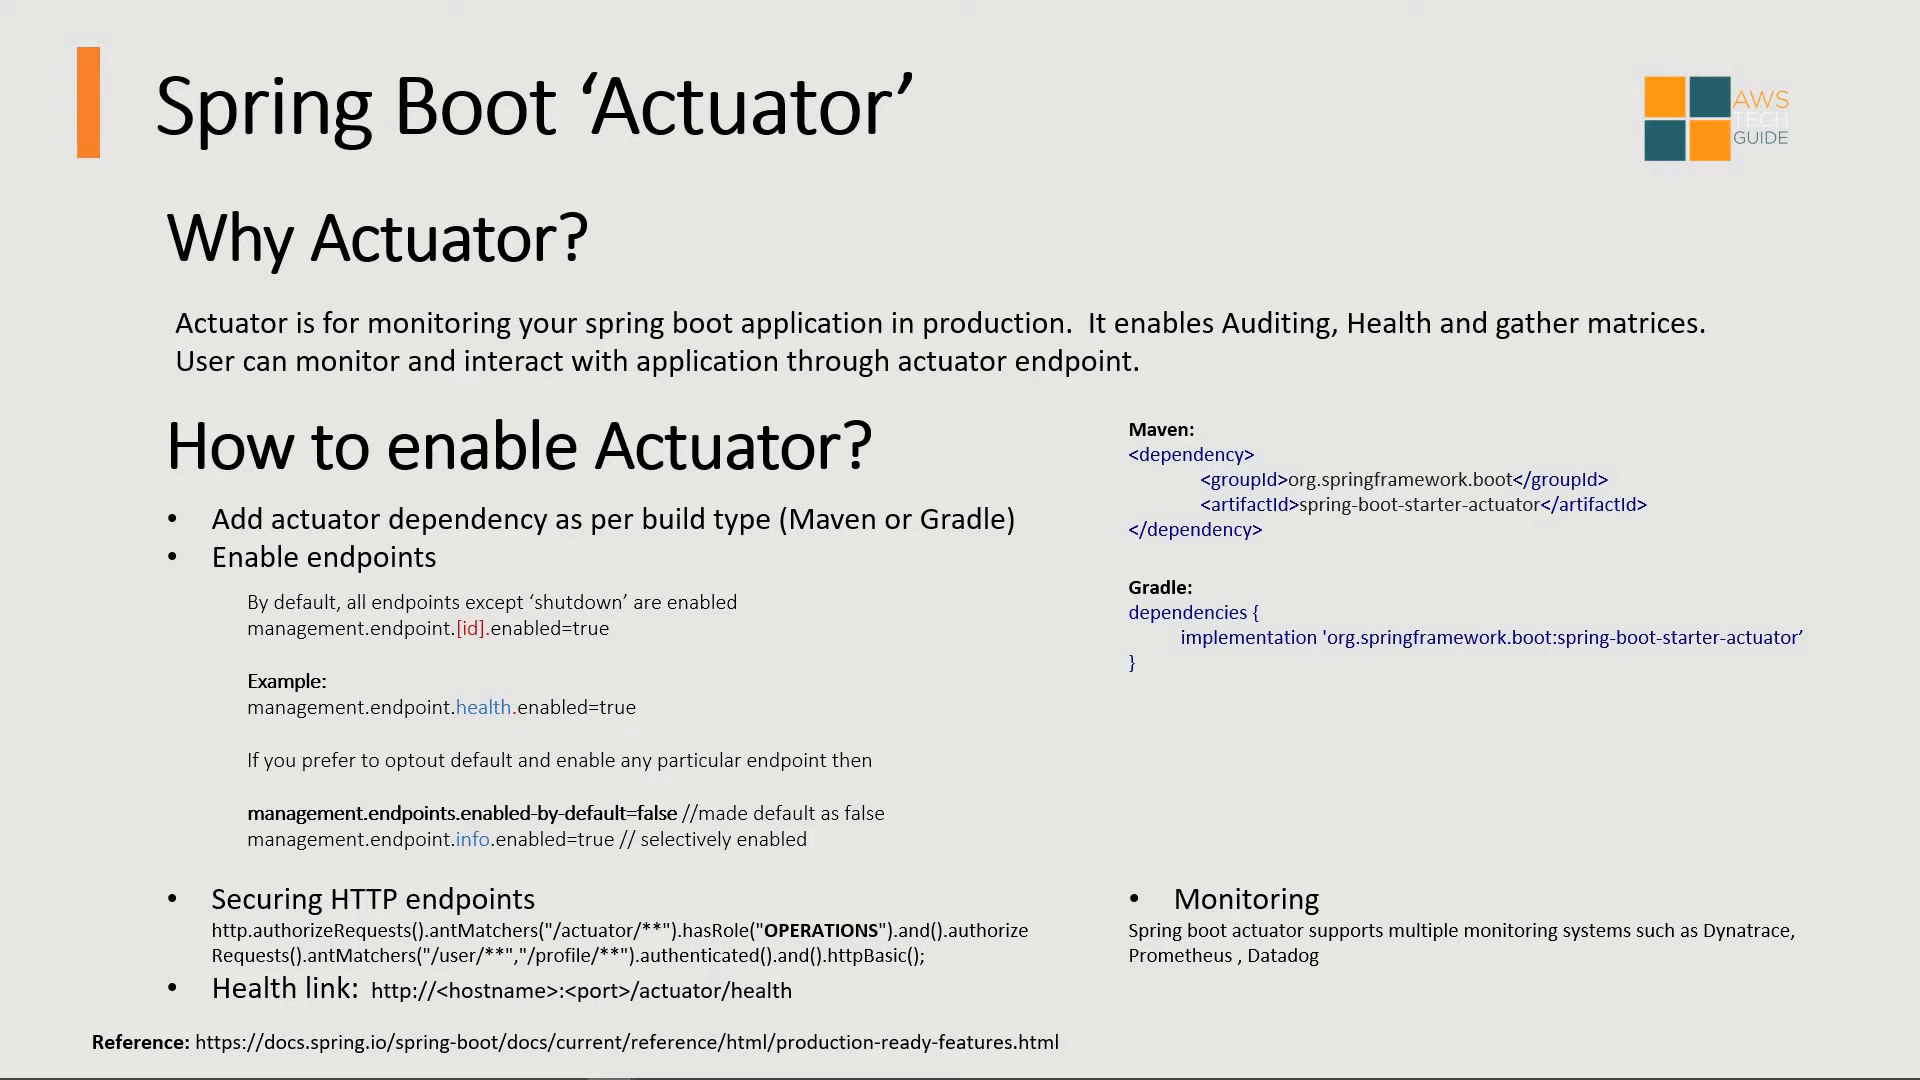 Spring Boot ‘Actuator’
AWS
TECH
GUIDE
Why Actuator?
Actuator is for monitoring your spring boot application in production.  It enables Auditing, Health and gather matrices.
User can monitor and interact with application through actuator endpoint.
How to enable Actuator?
• Add actuator dependency as per build type (Maven or Gradle)
• Enable endpoints
By default, all endpoints except ‘shutdown’ are enabled
management.endpoint.[id].enabled=true
Example:
management.endpoint.health.enabled=true
If you prefer to optout default and enable any particular endpoint then
management.endpoints.enabled-by-default=false //made default as false
management.endpoint.info.enabled=true // selectively enabled
Maven:
<dependency>
<groupId>org.springframework.boot</groupId>
<artifactId>spring-boot-starter-actuator</artifactId>
</dependency>
Gradle:
dependencies {
implementation 'org.springframework.boot:spring-boot-starter-actuator’
}
• Securing HTTP endpoints
http.authorizeRequests().antMatchers("/actuator/**").hasRole("OPERATIONS").and().authorize
Requests().antMatchers("/user/**","/profile/**").authenticated().and().httpBasic();
• Health link:  http://<hostname>:<port>/actuator/health
• Monitoring
Spring boot actuator supports multiple monitoring systems such as Dynatrace,
Prometheus , Datadog
Reference: https://docs.spring.io/spring-boot/docs/current/reference/html/production-ready-features.html